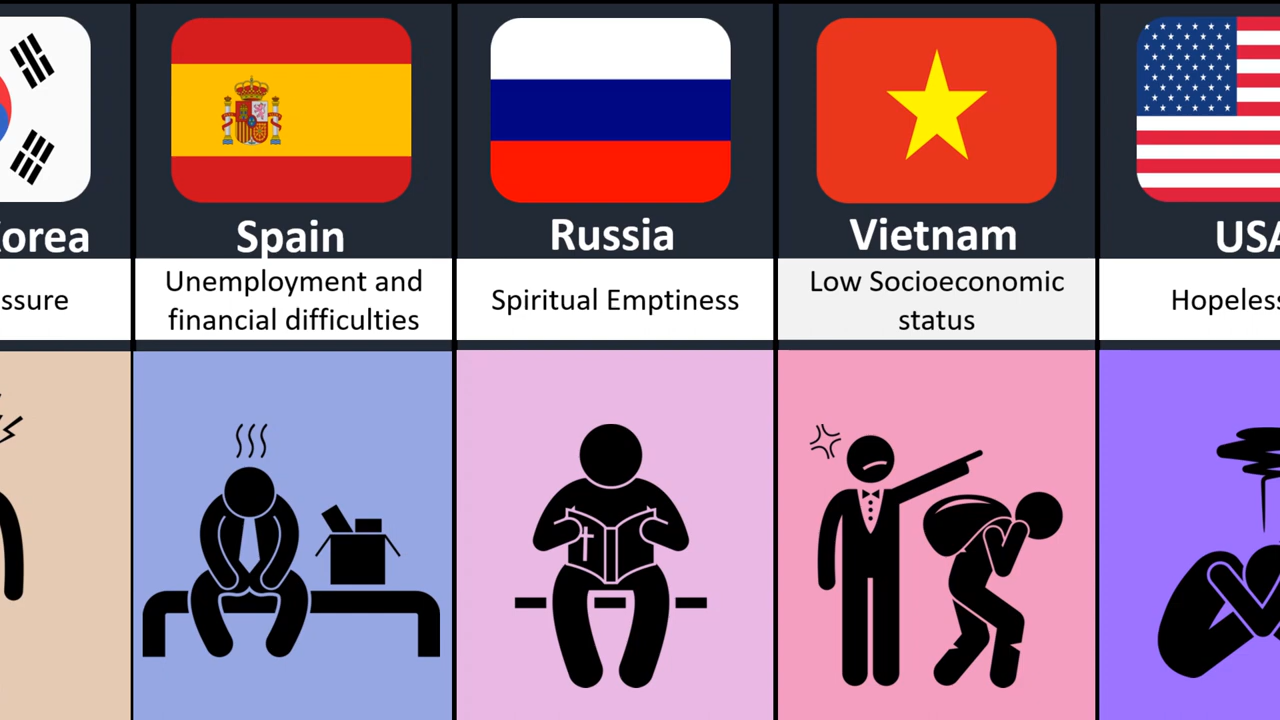 orea
Spain
Russia
Vietnam
USA
ssure
Unemployment and
financial difficulties
Spiritual Emptiness
Low Socioeconomic
status
Hopeless